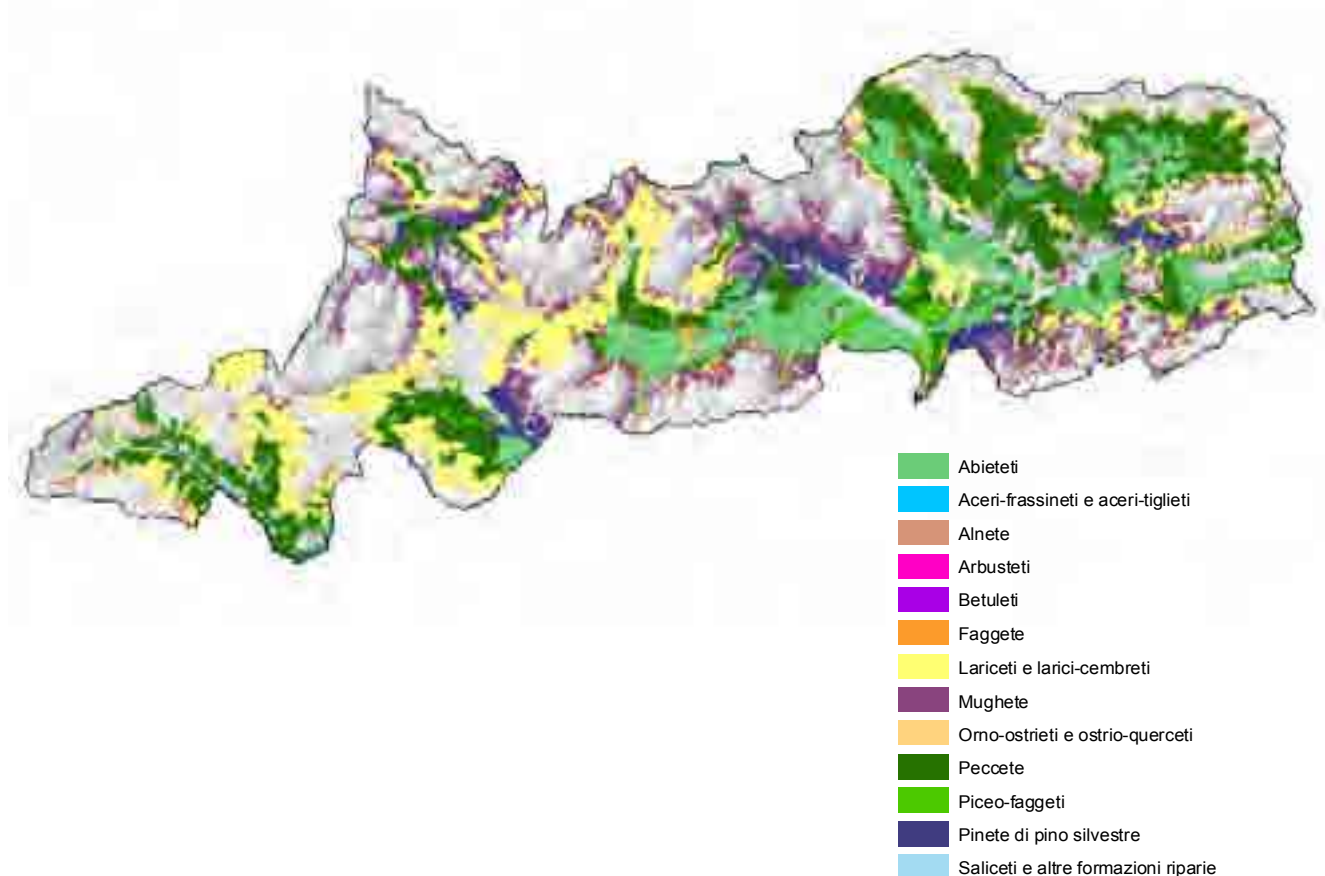 Abieteti
Aceri-frassineti e aceri-tiglieti
Alnete
Arbusteti
Betuleti
Faggete
Lariceti e larici-cembreti
Mughete
Orno-ostrieti e ostrio-querceti
Peccete
Piceo-faggeti
Pinete di pino silvestre
Saliceti e altre formazioni riparie